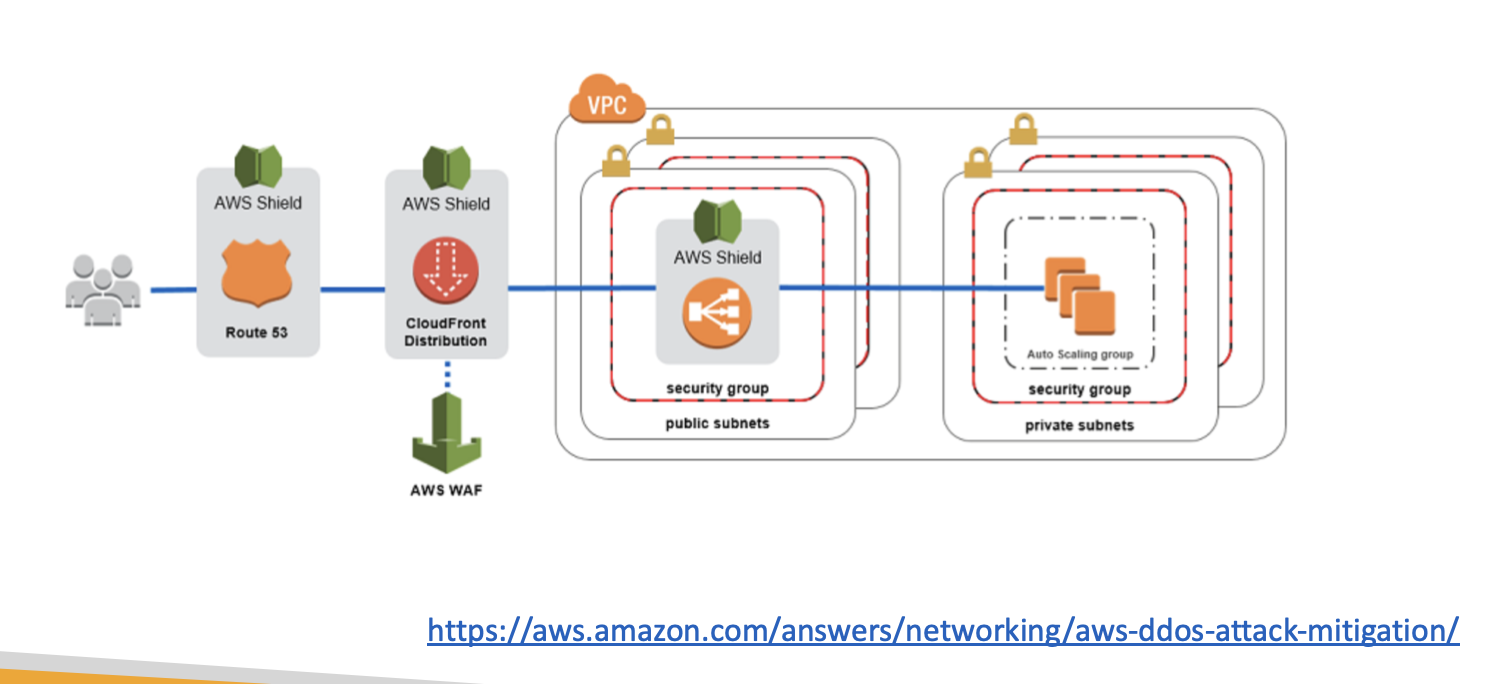 VPC
AWS Shield
Route 53
AWS Shield
CloudFront
Distribution
AWS WAF
AWS Shield
security group
public subnets
Auto Scaling group
security group
private subnets
https://aws.amazon.com/answers/networking/aws-ddos-attack-mitigation/